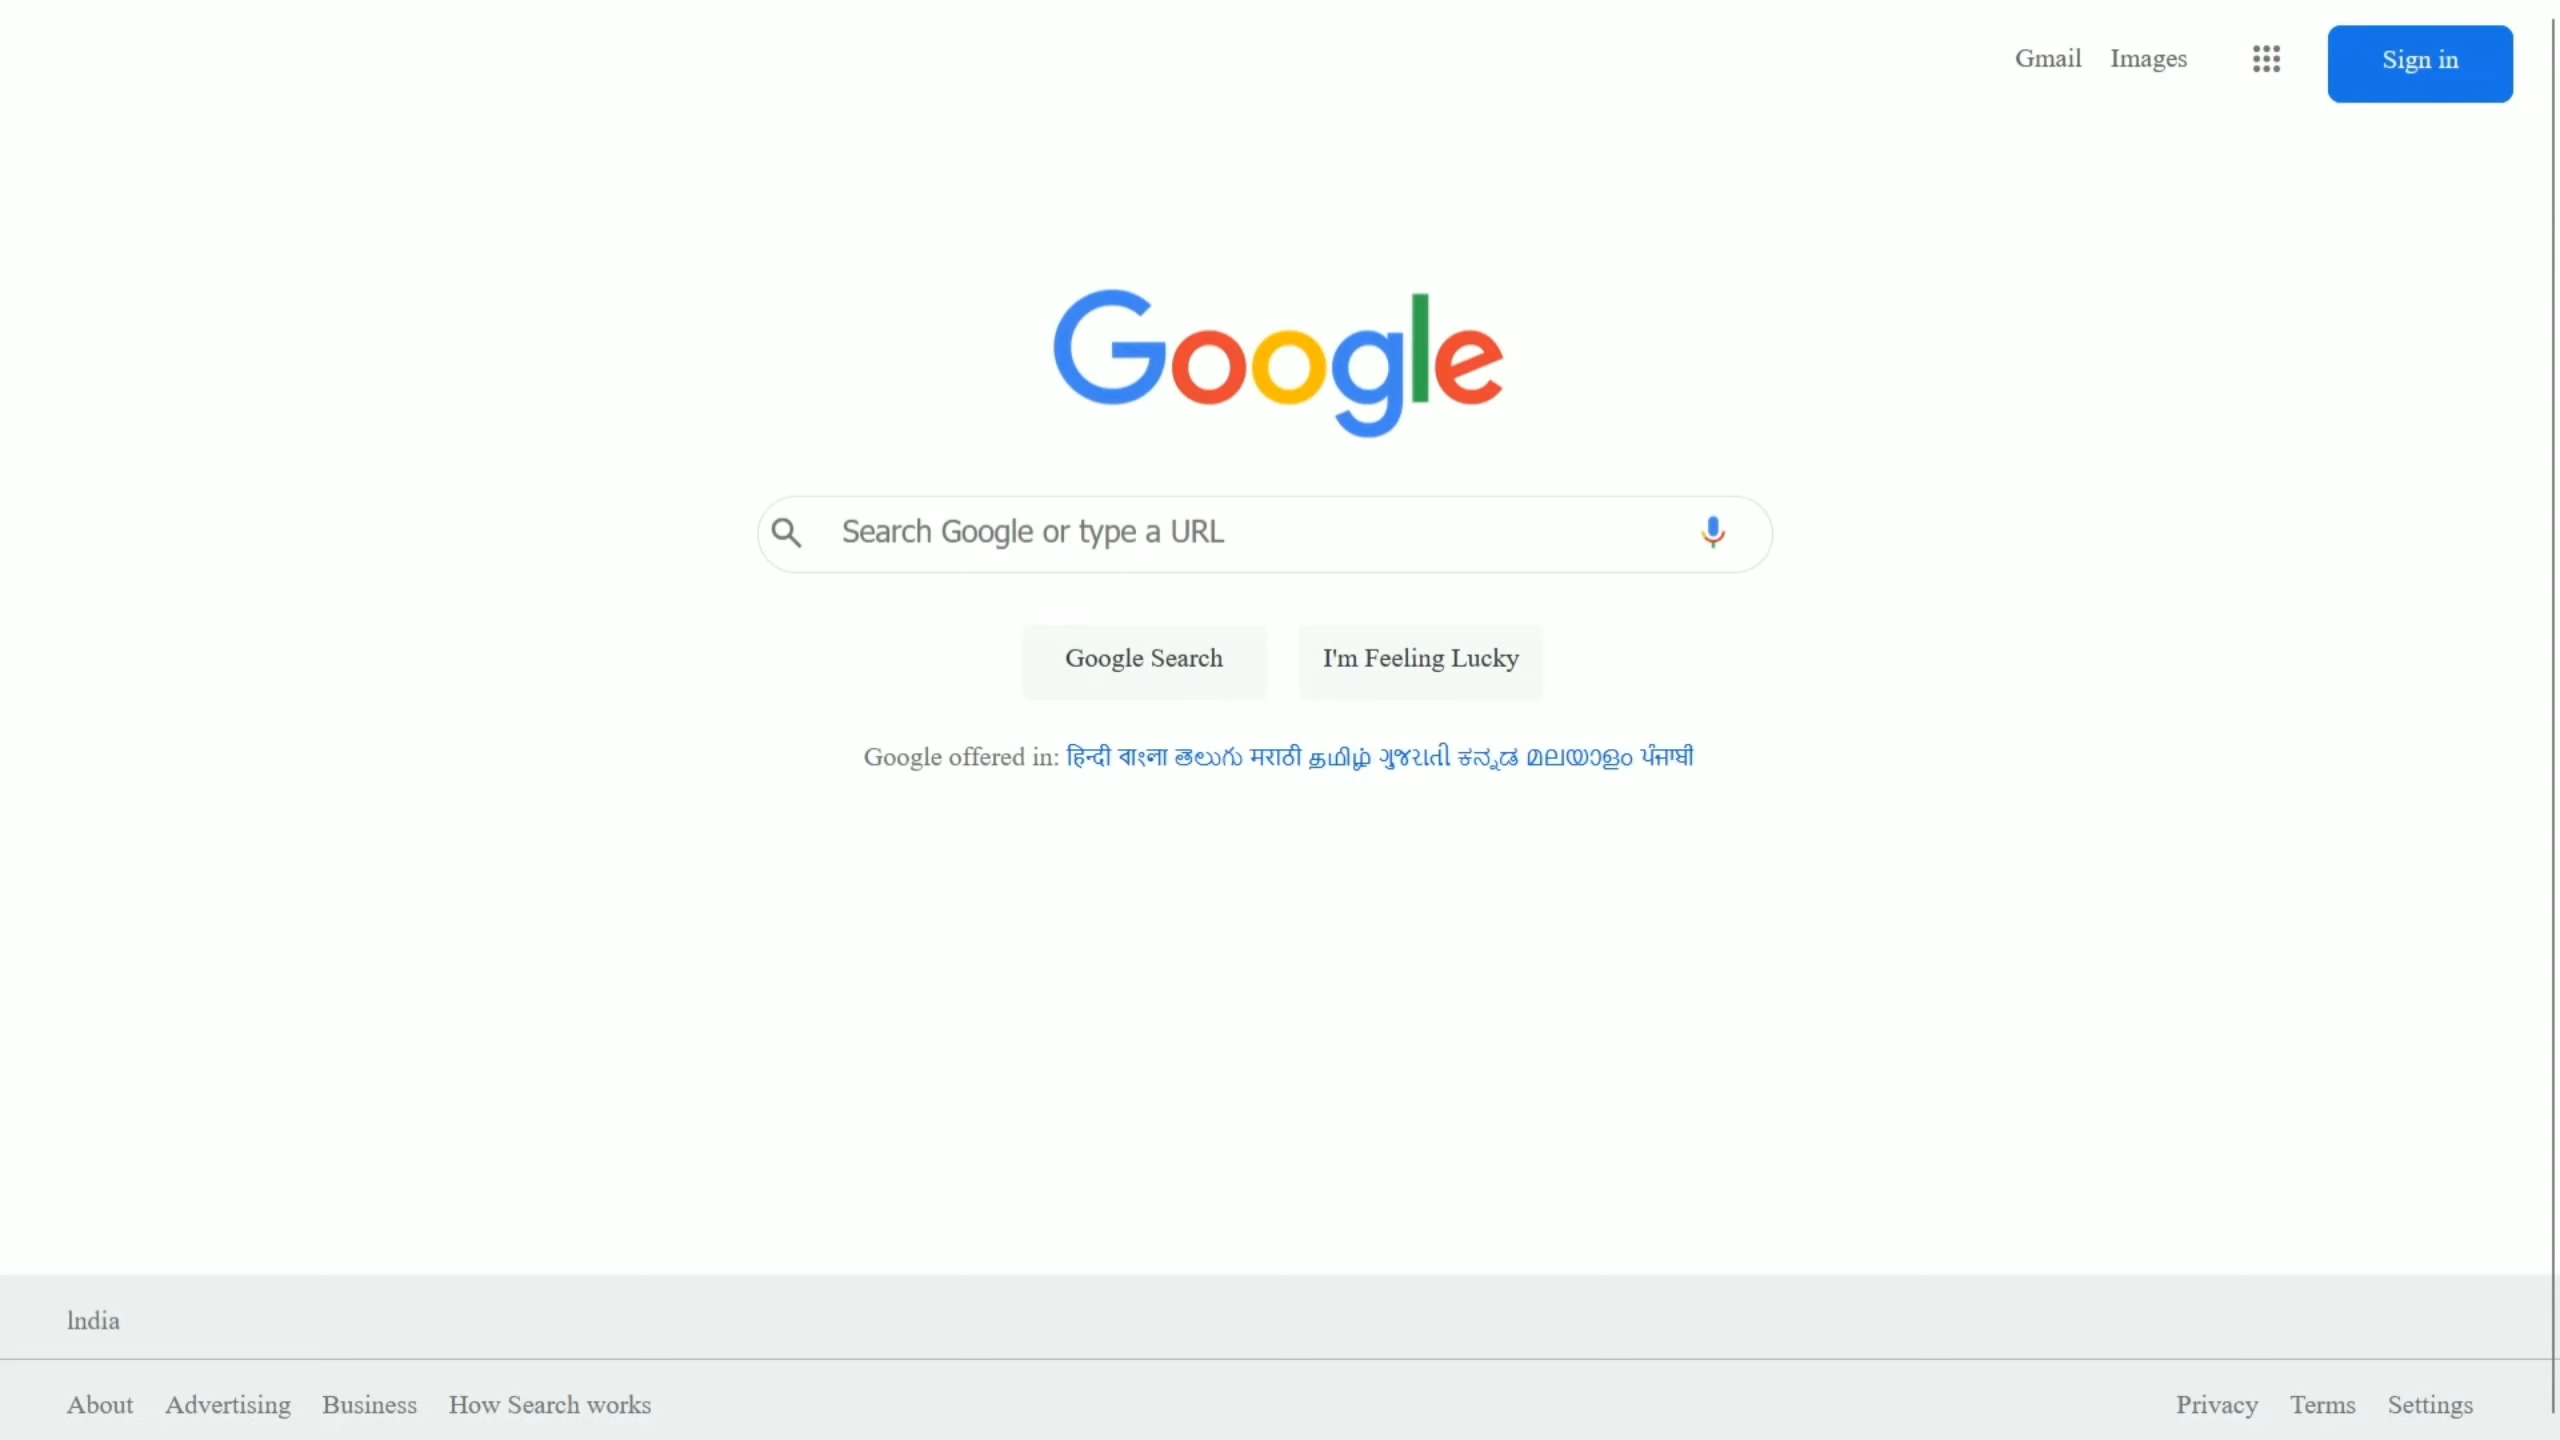 Gmail Images Sign in
Google
Search Google or type a URL
Google Search I'm Feeling Lucky
Google offered in: हिन्दी বাংলা తెలుగు मराठी தமிழ் ગુજરાતી ಕನ್ನಡ മലയാളം ਪੰਜਾਬੀ
India
About Advertising Business How Search works Privacy Terms Settings